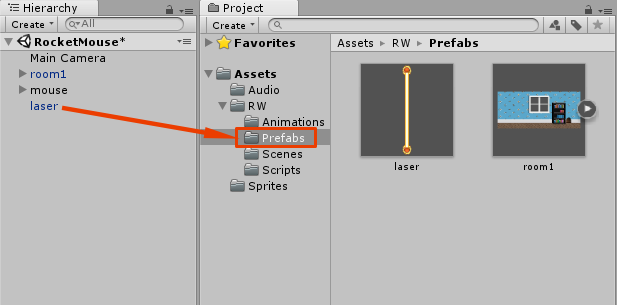 Hierarchy
Create
All
RocketMouse*
Main Camera
room1
mouse
laser
Project
Create
Favorites
Assets
Audio
RW
Animations
Prefabs
Scenes
Scripts
Sprites
Assets ▸ RW ▸ Prefabs
laser
room1